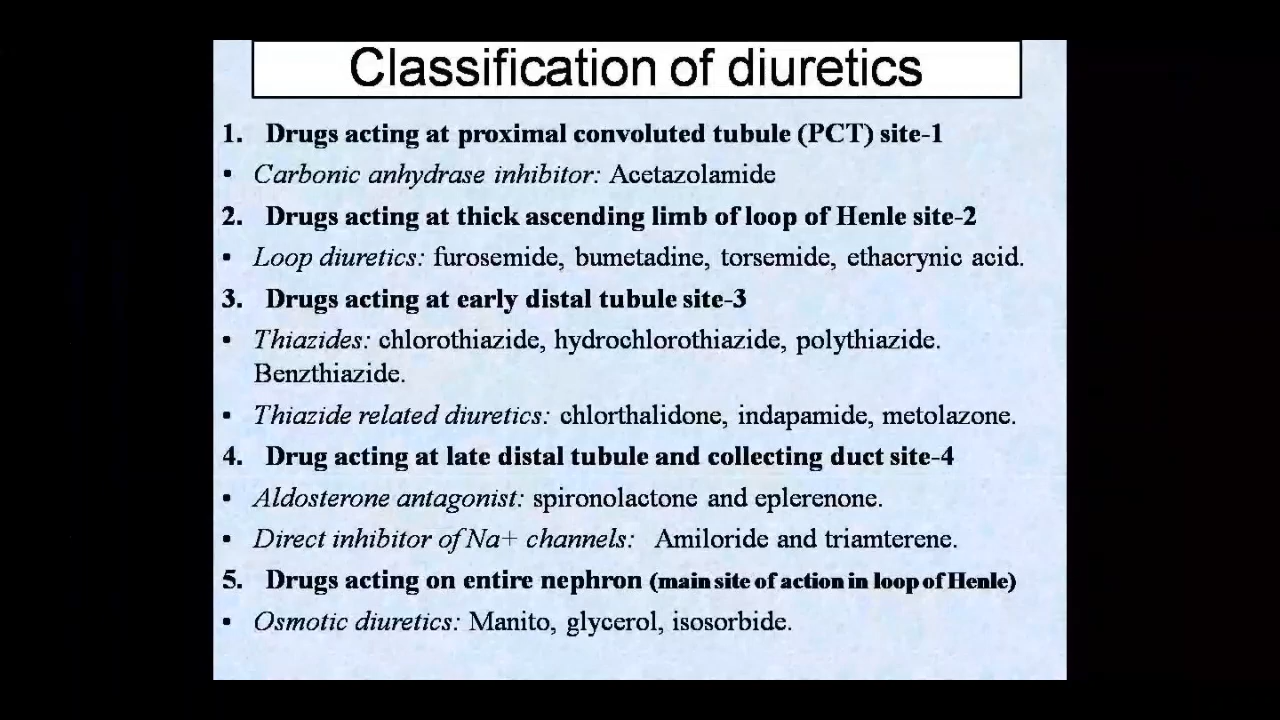 Classification of diuretics
1. Drugs acting at proximal convoluted tubule (PCT) site-1
• Carbonic anhydrase inhibitor: Acetazolamide
2. Drugs acting at thick ascending limb of loop of Henle site-2
• Loop diuretics: furosemide, bumetadine, torsemide, ethacrynic acid.
3. Drugs acting at early distal tubule site-3
• Thiazides: chlorothiazide, hydrochlorothiazide, polythiazide.
Benzthiazide.
• Thiazide related diuretics: chlorthalidone, indapamide, metolazone.
4. Drug acting at late distal tubule and collecting duct site-4
• Aldosterone antagonist: spironolactone and eplerenone.
• Direct inhibitor of Na+ channels: Amiloride and triamterene.
5. Drugs acting on entire nephron (main site of action in loop of Henle)
• Osmotic diuretics: Manito, glycerol, isosorbide.